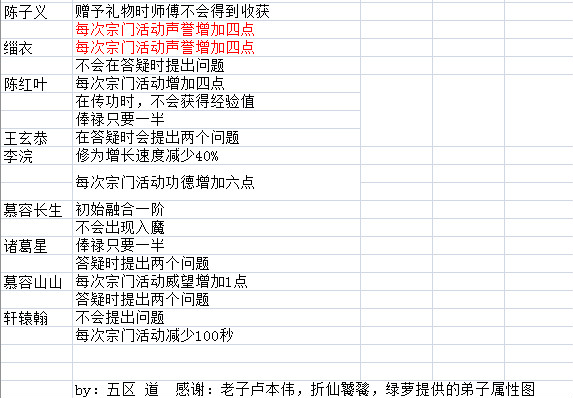 陈子义 赠予礼物时师傅不会得到收获
每次宗门活动声誉增加四点
缁衣 每次宗门活动声誉增加四点
不会在答疑时提出问题
陈红叶 每次宗门活动增加四点
在传功时，不会获得经验值
俸禄只要一半
王玄恭 在答疑时会提出两个问题
李浣 修为增长速度减少40%
每次宗门活动功德增加六点
慕容长生 初始融合一阶
不会出现入魔
诸葛星 俸禄只要一半
答疑时提出两个问题
慕容山山 每次宗门活动威望增加1点
答疑时提出两个问题
轩辕翰 不会提出问题
每次宗门活动减少100秒
by：五区 道 感谢：老子卢本伟，折仙饕餮，绿萝提供的弟子属性图